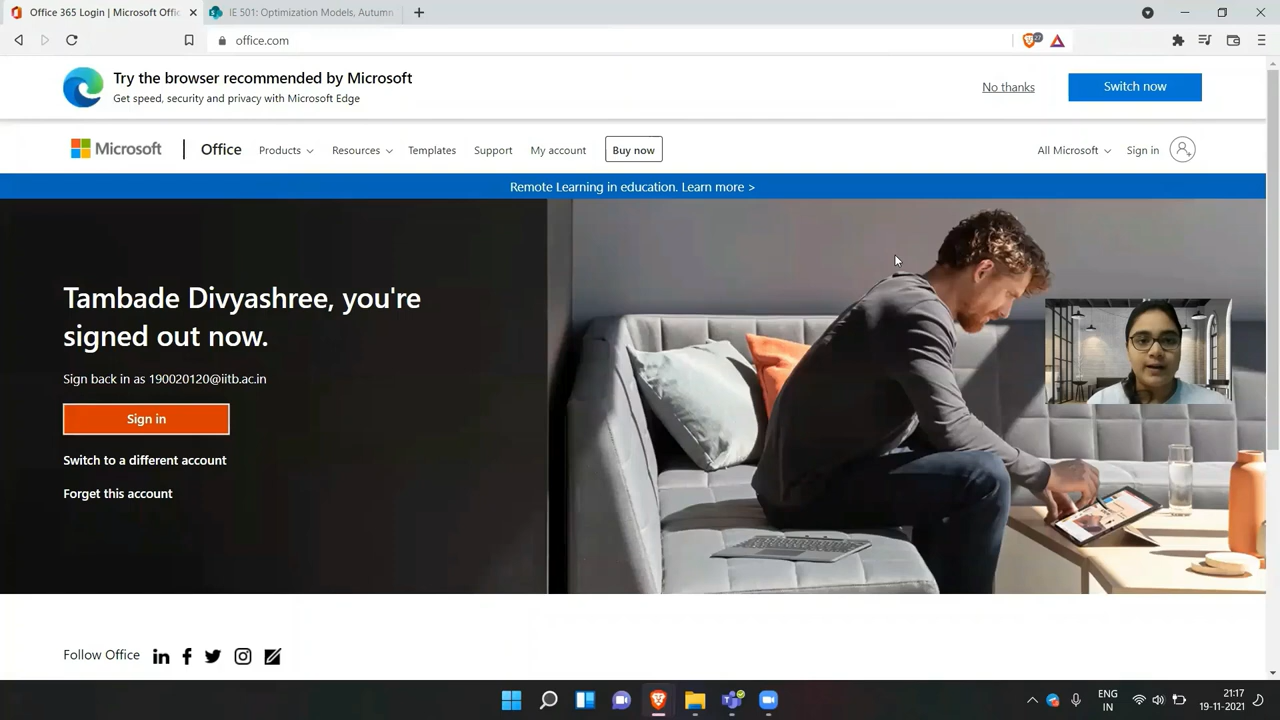 Office 365 Login | Microsoft Offic
IE 501: Optimization Models, Autumn
office.com
27
Try the browser recommended by Microsoft
Get speed, security and privacy with Microsoft Edge
No thanks
Switch now
Microsoft
Office
Products
Resources
Templates
Support
My account
Buy now
All Microsoft
Sign in
Remote Learning in education. Learn more >
Tambade Divyashree, you're
signed out now.
Sign back in as 190020120@iitb.ac.in
Sign in
Switch to a different account
Forget this account
Follow Office
ENG
IN
21:17
19-11-2021